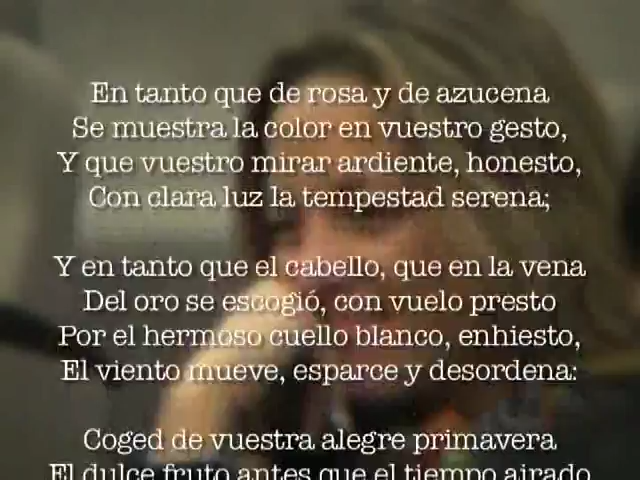 En tanto que de rosa y de azucena
Se muestra la color en vuestro gesto,
Y que vuestro mirar ardiente, honesto,
Con clara luz la tempestad serena;
Y en tanto que el cabello, que en la vena
Del oro se escogió, con vuelo presto
Por el hermoso cuello blanco, enhiesto,
El viento mueve, esparce y desordena:
Coged de vuestra alegre primavera
El dulce fruto antes que el tiempo airado